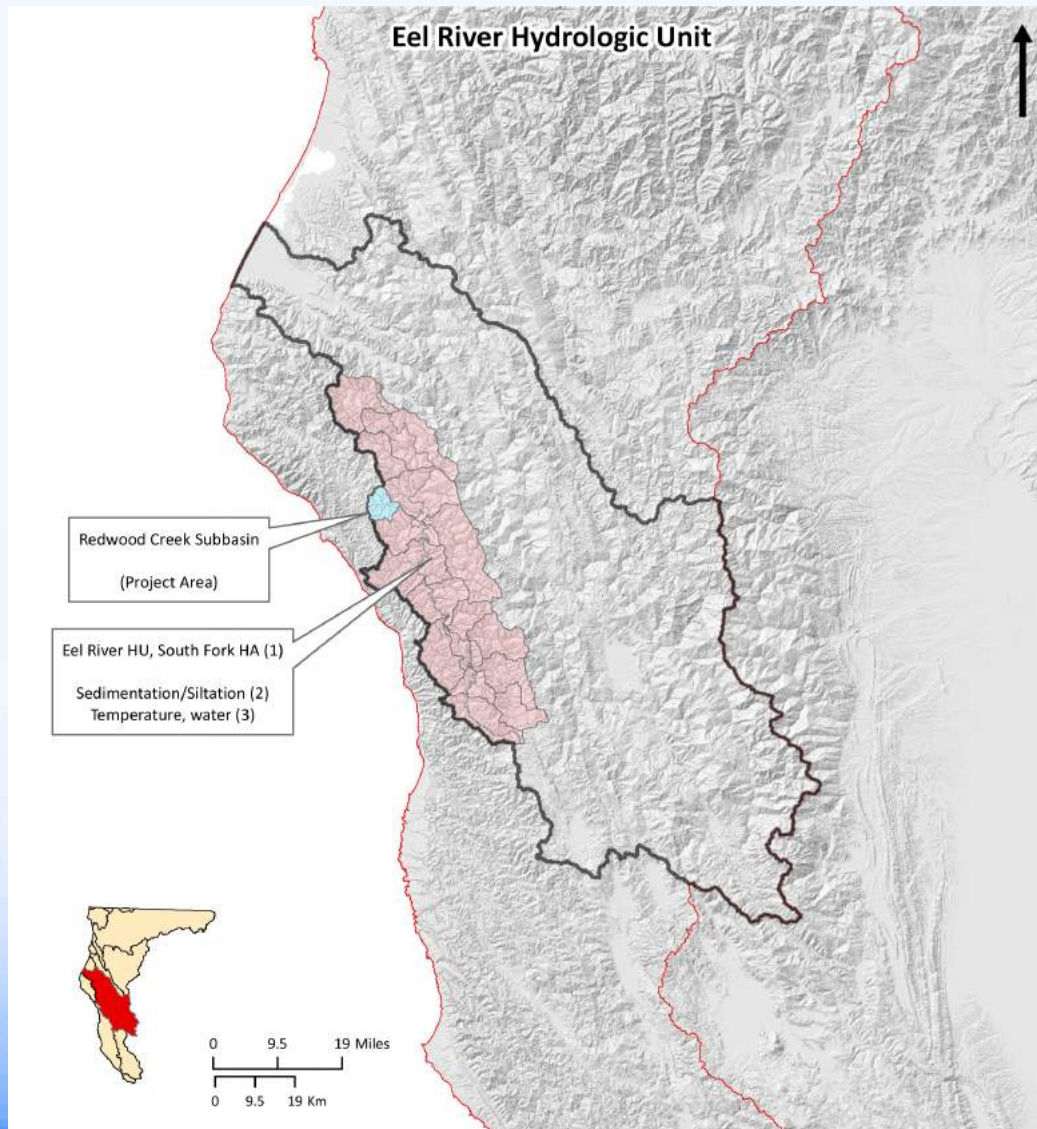 Eel River Hydrologic Unit
Redwood Creek Subbasin
(Project Area)
Eel River HU, South Fork HA (1)
Sedimentation/Siltation (2)
Temperature, water (3)
0 9.5 19 Miles
0 9.5 19 Km